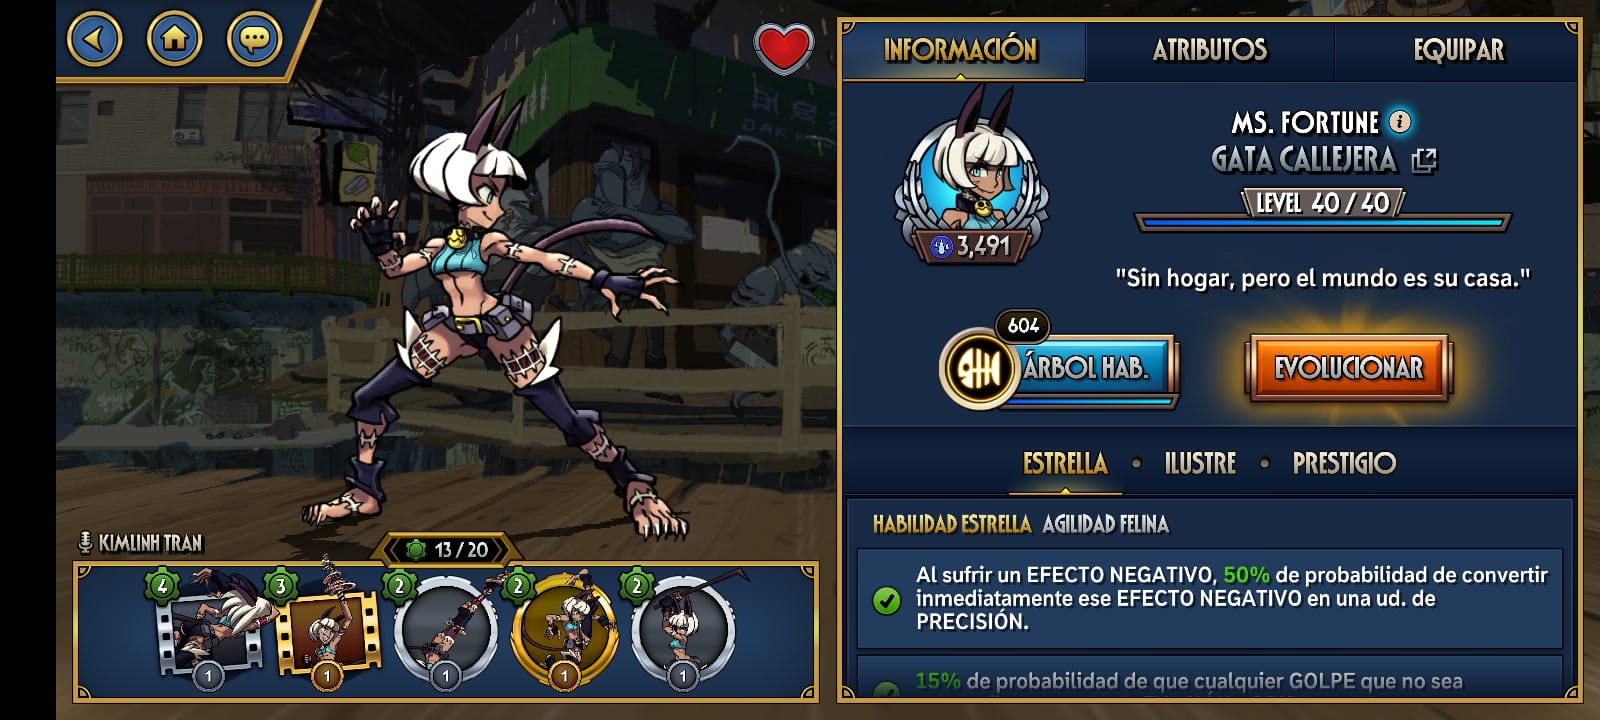 INFORMACIÓN
ATRIBUTOS
EQUIPAR
MS. FORTUNE i
GATA CALLEJERA
LEVEL 40 / 40
3,491
"Sin hogar, pero el mundo es su casa."
604
ÁRBOL HAB.
EVOLUCIONAR
ESTRELLA • ILUSTRE • PRESTIGIO
HABILIDAD ESTRELLA AGILIDAD FELINA
Al sufrir un EFECTO NEGATIVO, 50% de probabilidad de convertir
inmediatamente ese EFECTO NEGATIVO en una ud. de
PRECISIÓN.
15% de probabilidad de que cualquier GOLPE que no sea
KIMLINH TRAN
13 / 20
4 3 2 2 2
1 1 1 1 1